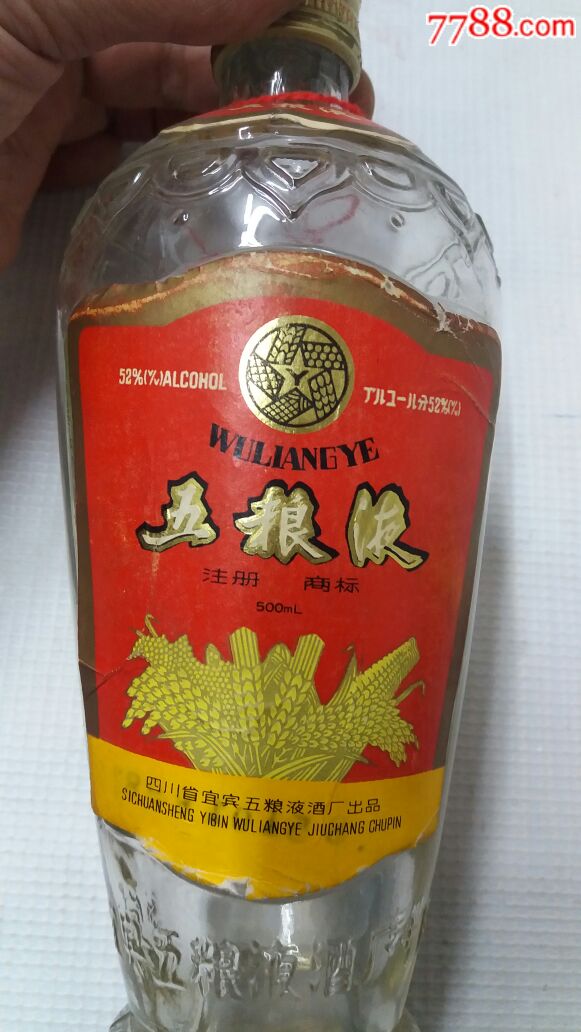 7788.com
52%(%)ALCOHOL
アルコール分52%(%)
WULIANGYE
五粮液
注册 商标
500mL
四川省宜宾五粮液酒厂出品
SICHUANSHENG YIBIN WULIANGYE JIUCHANG CHUPIN
五粮液酒厂